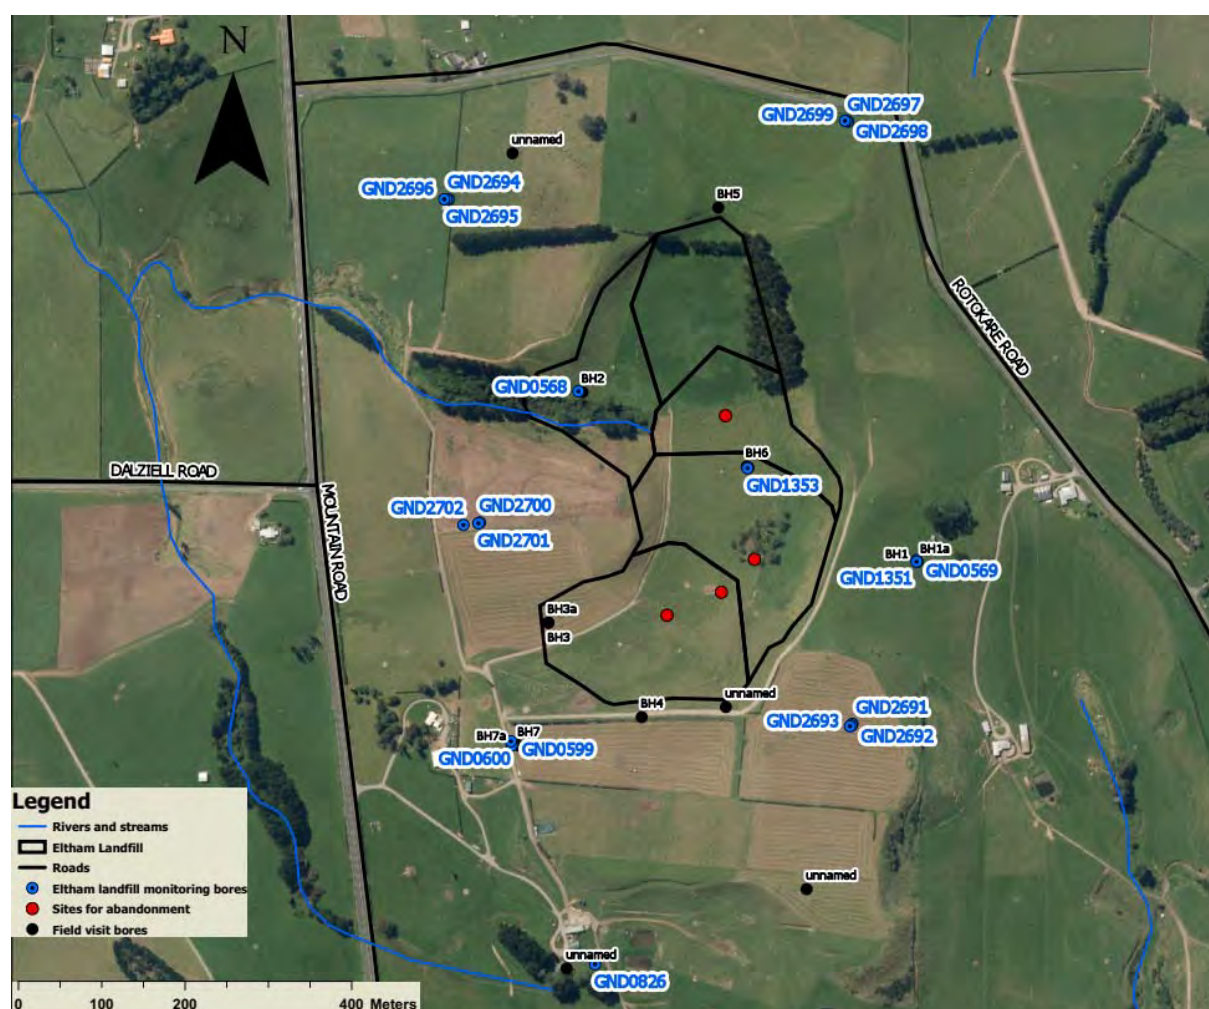 N
GND2697
GND2699
GND2698
unnamed
GND2696
GND2694
GND2695
BH5
ROTOKARE ROAD
GND0568
BH2
BH6
GND1353
DALZIELL ROAD
MOUNTAIN ROAD
GND2702
GND2700
GND2701
BH1
BH1a
GND1351
GND0569
BH3a
BH3
unnamed
BH4
GND2693
GND2691
GND2692
BH7a
BH7
GND0600
GND0599
unnamed
unnamed
GND0826
Legend
Rivers and streams
Eltham Landfill
Roads
Eltham landfill monitoring bores
Sites for abandonment
Field visit bores
0 100 200 400 Meters